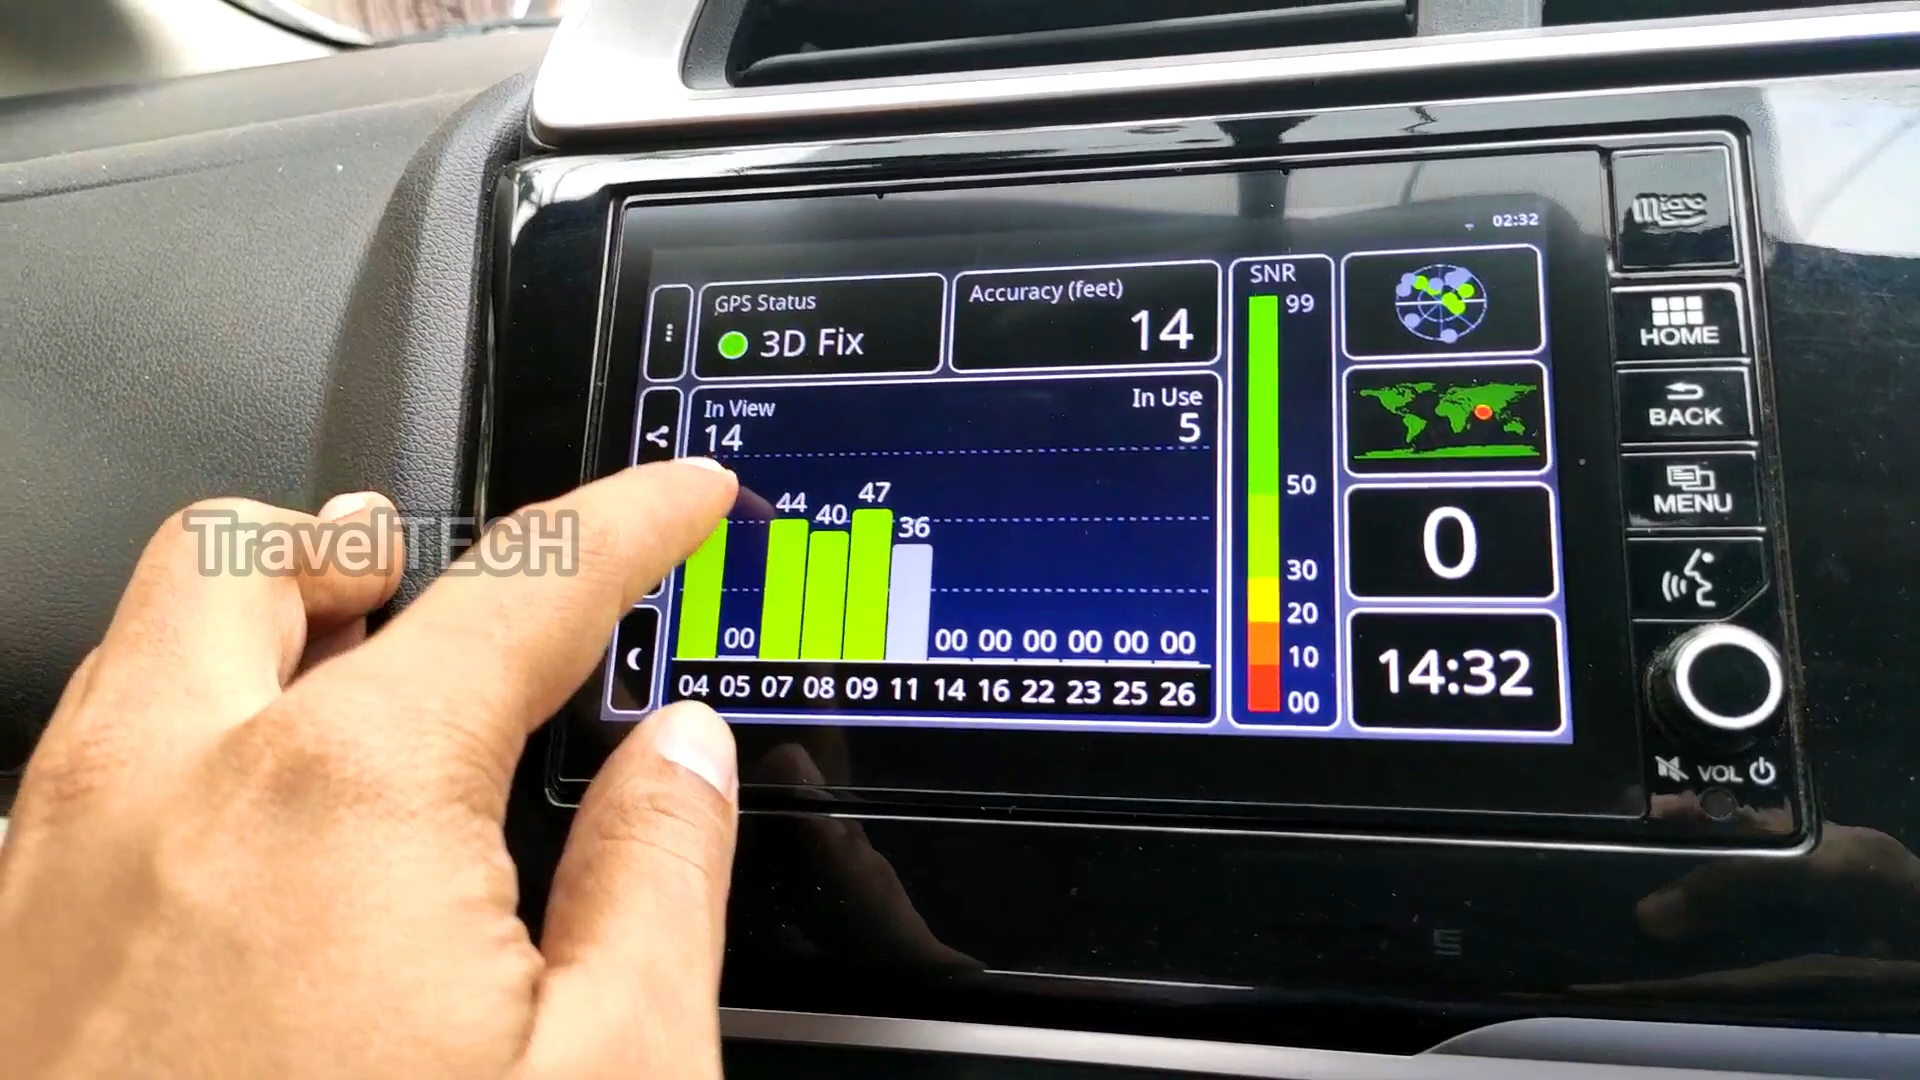 02:32
GPS Status
3D Fix
Accuracy (feet)
14
SNR
99
50
30
20
10
00
In View
14
In Use
5
44 40 47 36
00 00 00 00 00 00 00
04 05 07 08 09 11 14 16 22 23 25 26
0
14:32
micro
HOME
BACK
MENU
VOL
TravelTECH